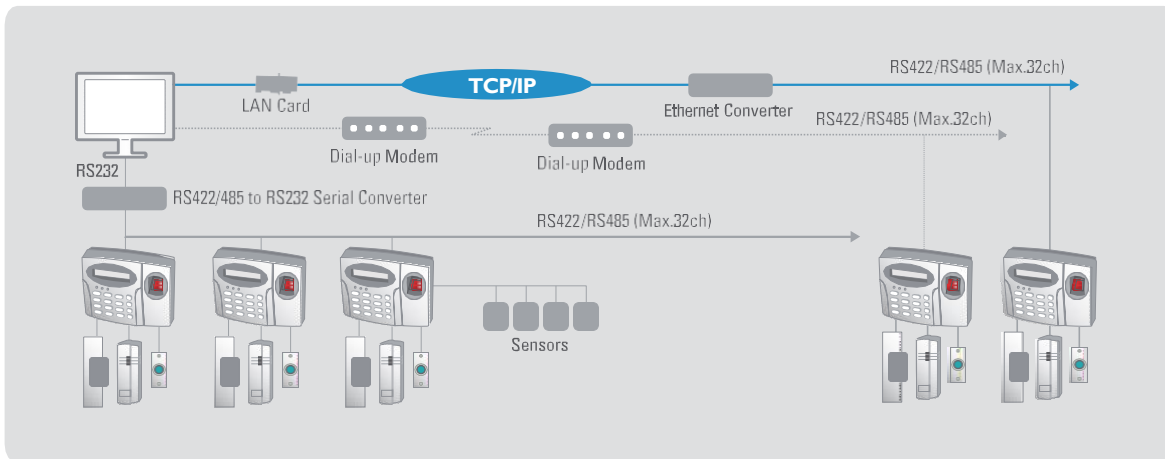 RS422/RS485 (Max.32ch)
TCP/IP
LAN Card
Ethernet Converter
RS422/RS485 (Max.32ch)
Dial-up Modem
Dial-up Modem
RS232
RS422/485 to RS232 Serial Converter
RS422/RS485 (Max.32ch)
Sensors